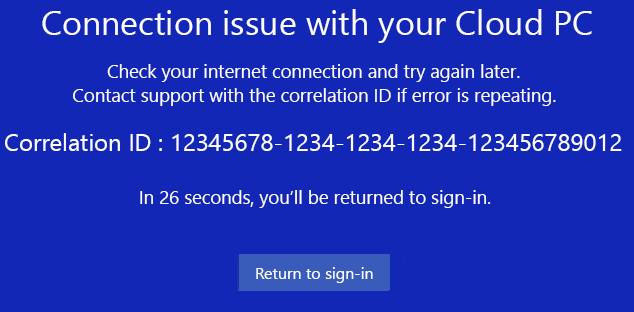 Connection issue with your Cloud PC
Check your internet connection and try again later.
Contact support with the correlation ID if error is repeating.
Correlation ID : 12345678-1234-1234-1234-123456789012
In 26 seconds, you’ll be returned to sign-in.
Return to sign-in